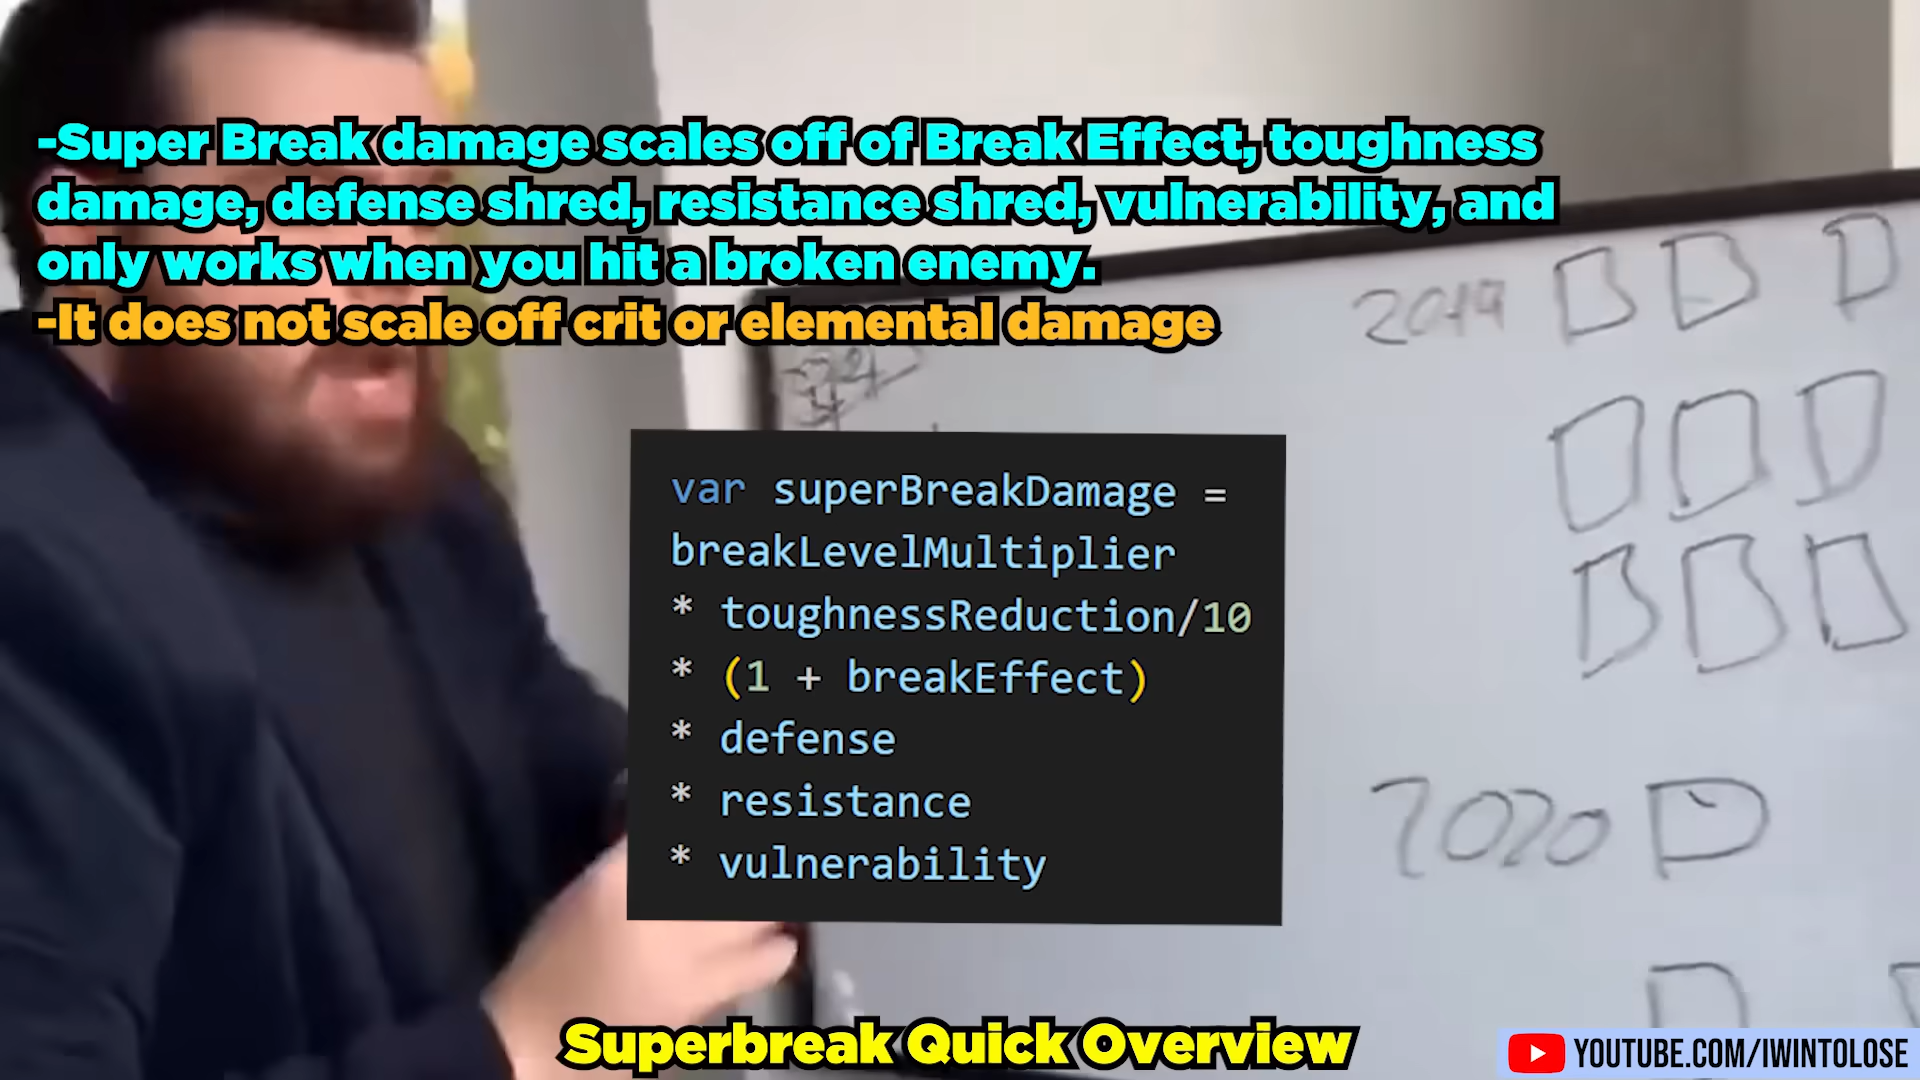 -Super Break damage scales off of Break Effect, toughness
damage, defense shred, resistance shred, vulnerability, and
only works when you hit a broken enemy.
-It does not scale off crit or elemental damage
2019
var superBreakDamage =
breakLevelMultiplier
* toughnessReduction/10
* (1 + breakEffect)
* defense
* resistance
* vulnerability
2020
Superbreak Quick Overview
YOUTUBE.COM/IWINTOLOSE